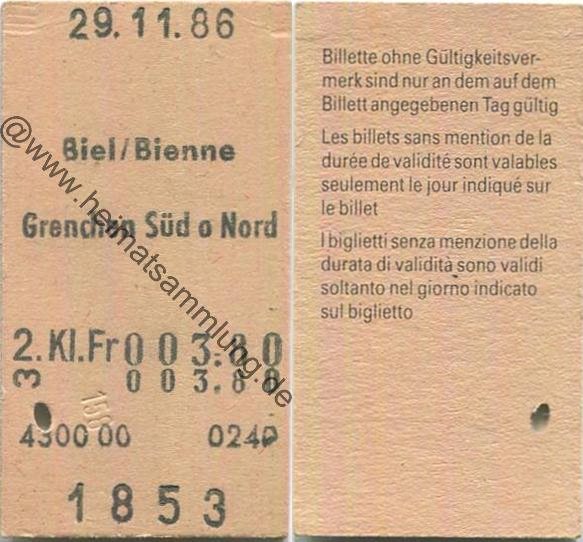 29.11.86
Biel/Bienne
Grenchen Süd o Nord
2. Kl. Fr 003.80
003.80
3
4300 00 0240
1853
Billette ohne Gültigkeitsver-
merk sind nur an dem auf dem
Billett angegebenen Tag gültig
Les billets sans mention de la
durée de validité sont valables
seulement le jour indiqué sur
le billet
I biglietti senza menzione della
durata di validità sono validi
soltanto nel giorno indicato
sul biglietto
@www.heimatsammlung.de